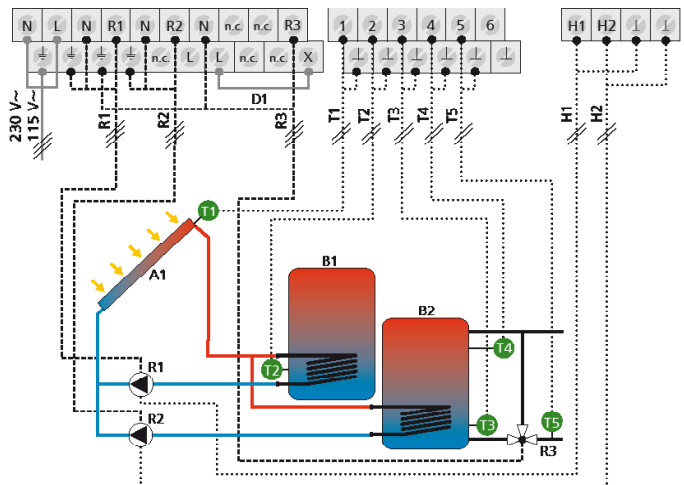 N L N R1 N R2 N n.c. n.c. R3
n.c. L L n.c. n.c. X
1 2 3 4 5 6
H1 H2
D1
230 V~
115 V~
R1
R2
R3
T1
T2
T3
T4
T5
H1
H2
T1
A1
B1
B2
T2
T4
R1
R2
T3
T5
R3